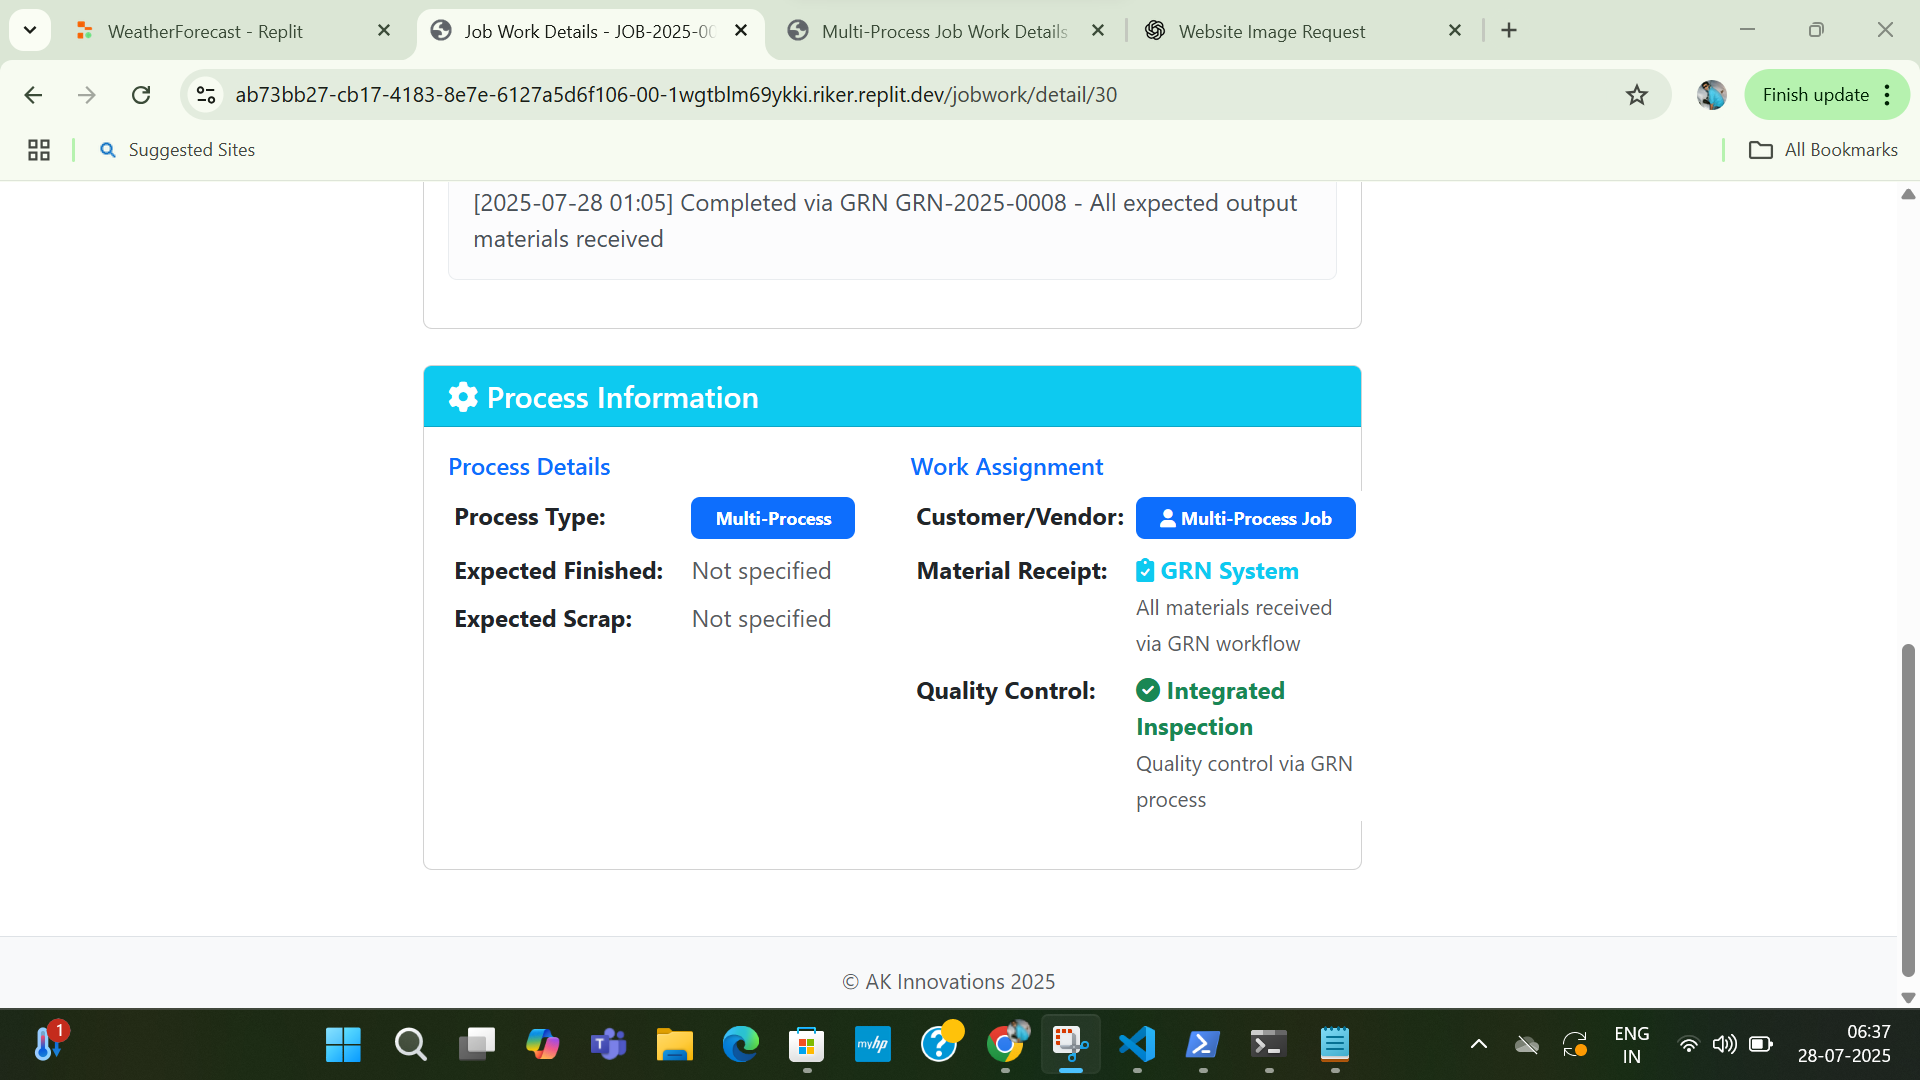 WeatherForecast - Replit
Job Work Details - JOB-2025-00
Multi-Process Job Work Details
Website Image Request
ab73bb27-cb17-4183-8e7e-6127a5d6f106-00-1wgtblm69ykki.riker.replit.dev/jobwork/detail/30
Finish update
Suggested Sites
All Bookmarks
[2025-07-28 01:05] Completed via GRN GRN-2025-0008 - All expected output
materials received
Process Information
Process Details
Process Type: Multi-Process
Expected Finished: Not specified
Expected Scrap: Not specified
Work Assignment
Customer/Vendor: Multi-Process Job
Material Receipt: GRN System
All materials received
via GRN workflow
Quality Control: Integrated
Inspection
Quality control via GRN
process
© AK Innovations 2025
1
T
myhp
?
ENG
IN
06:37
28-07-2025